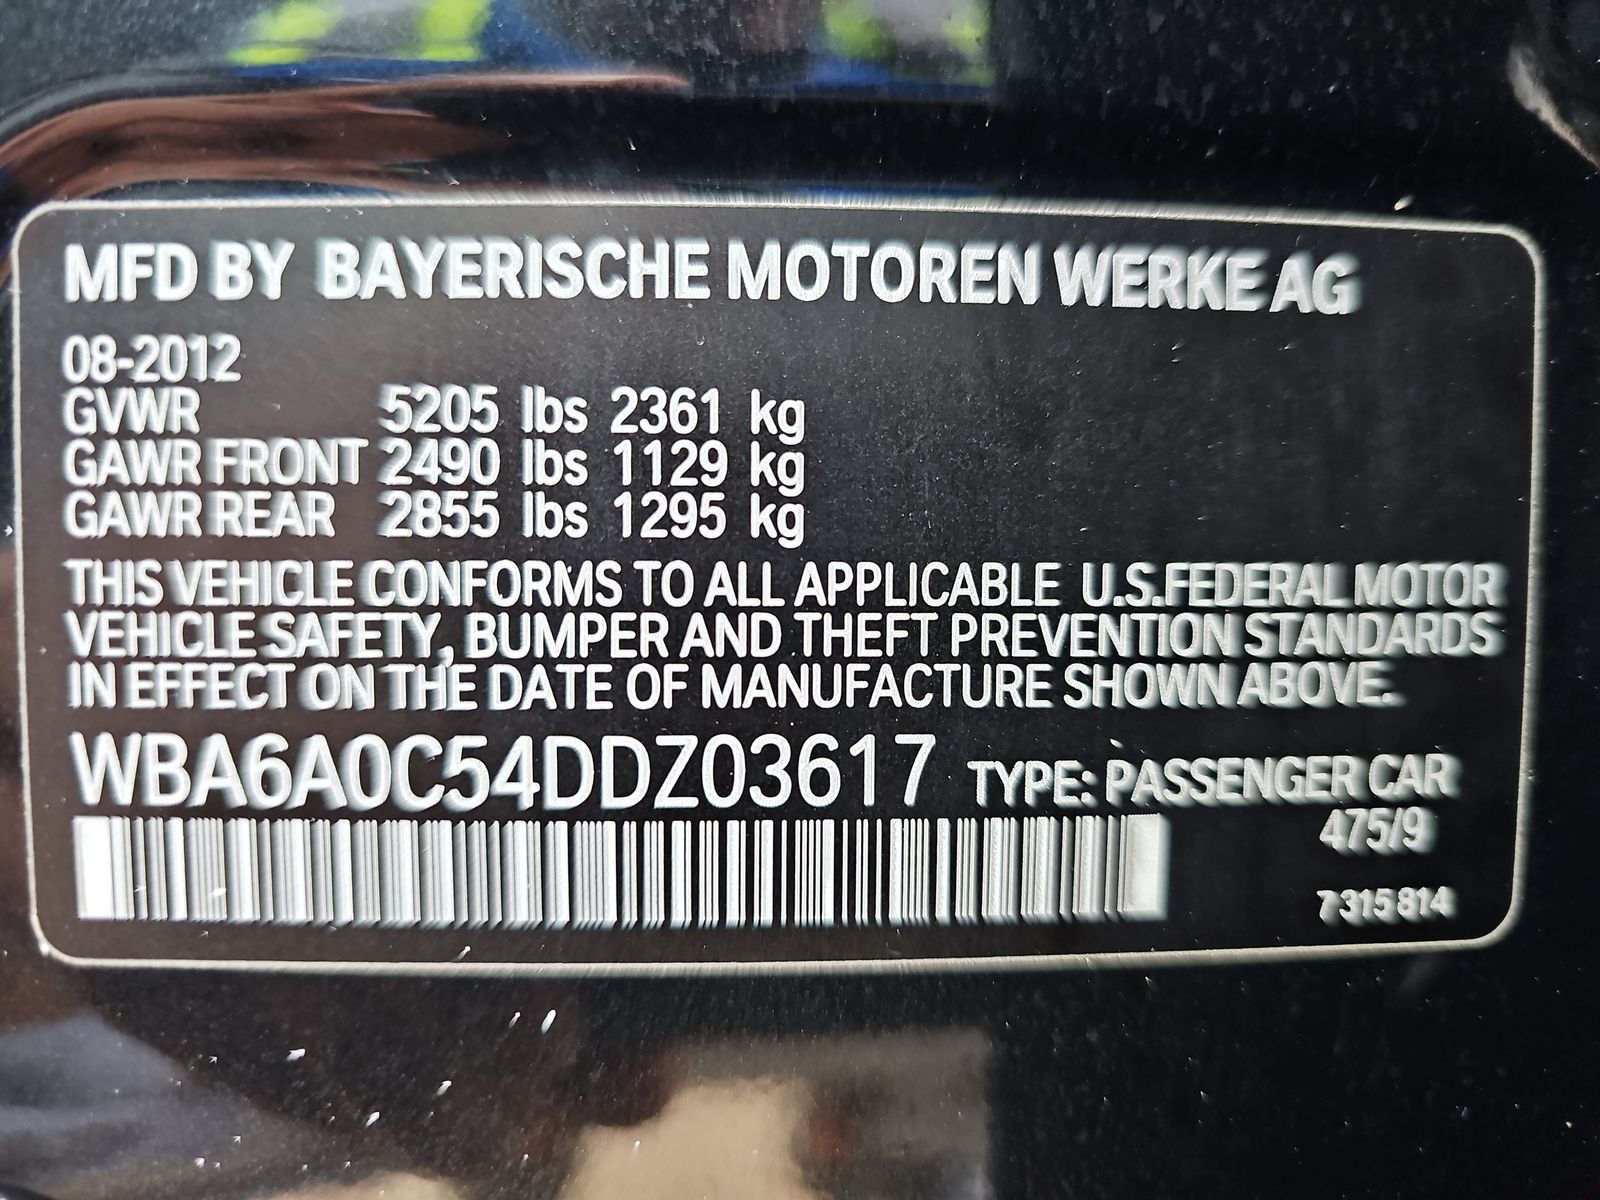 MFD BY BAYERISCHE MOTOREN WERKE AG
08-2012
GVWR 5205 lbs 2361 kg
GAWR FRONT 2490 lbs 1129 kg
GAWR REAR 2855 lbs 1295 kg
THIS VEHICLE CONFORMS TO ALL APPLICABLE U.S.FEDERAL MOTOR
VEHICLE SAFETY, BUMPER AND THEFT PREVENTION STANDARDS
IN EFFECT ON THE DATE OF MANUFACTURE SHOWN ABOVE.
WBA6A0C54DDZ03617 TYPE: PASSENGER CAR
475/9
7315814